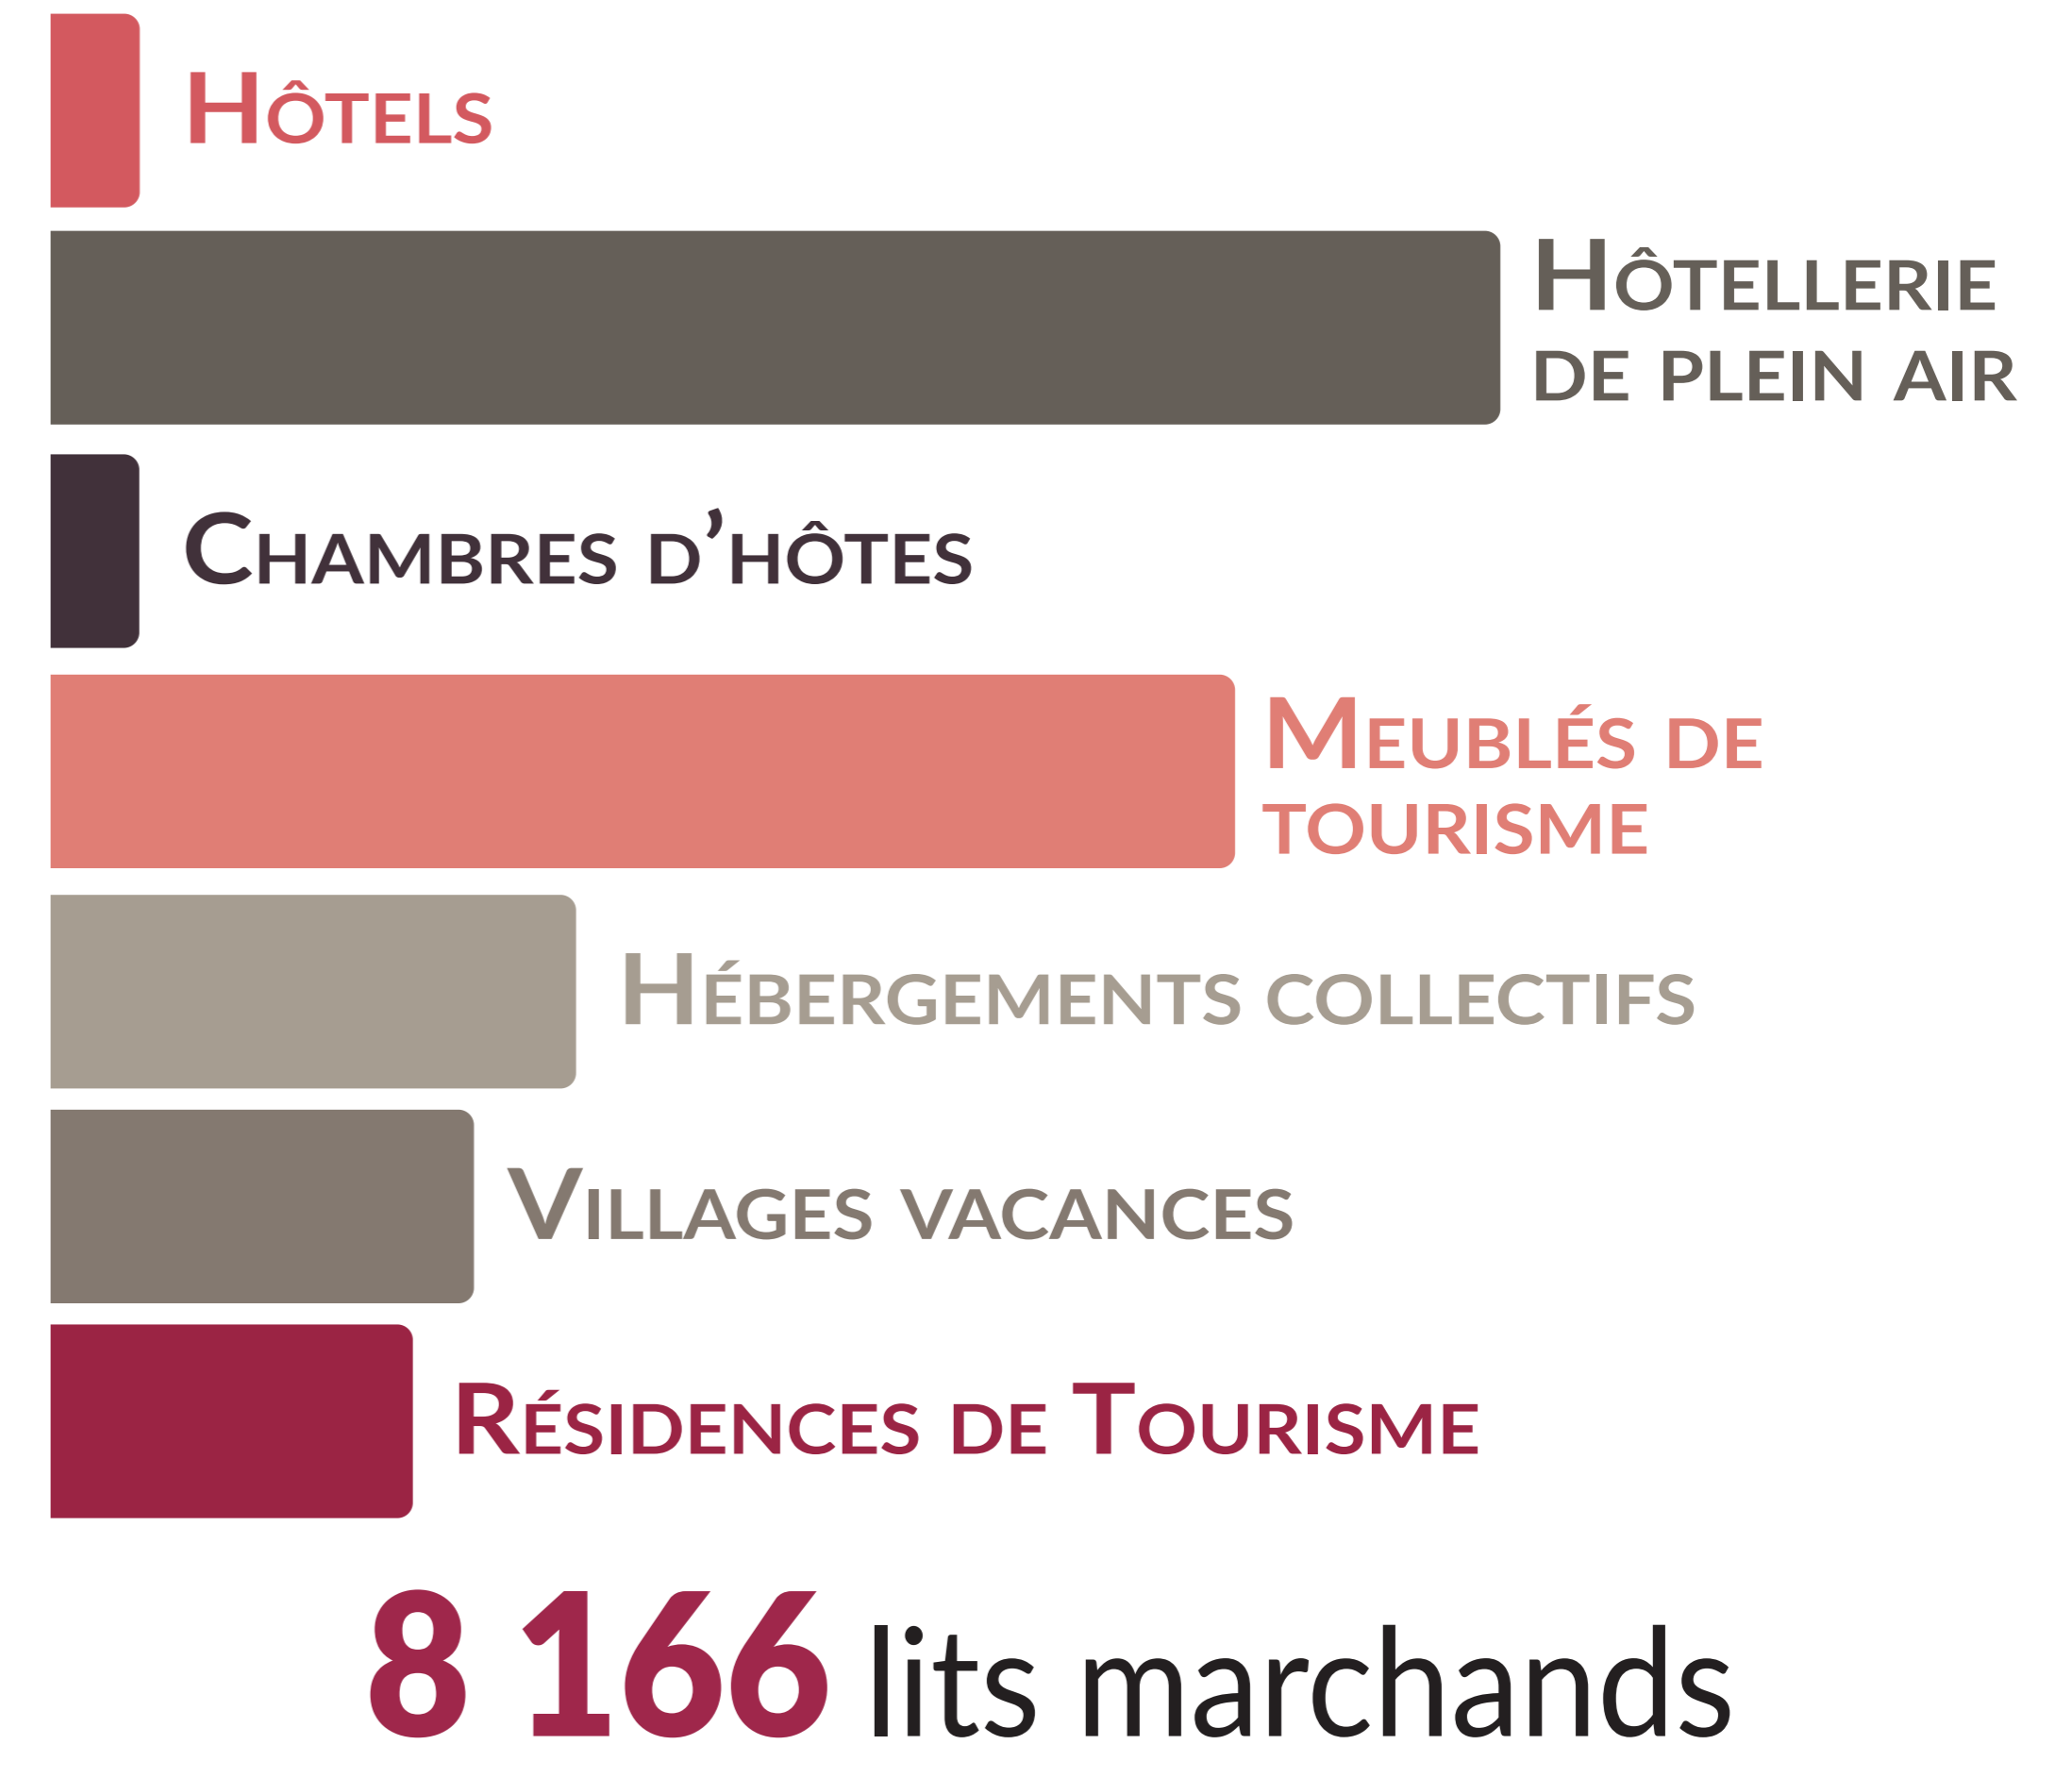 Hôtels
Hôtellerie
de plein air
Chambres d’hôtes
Meublés de
tourisme
Hébergements collectifs
Villages vacances
Résidences de Tourisme
8 166 lits marchands